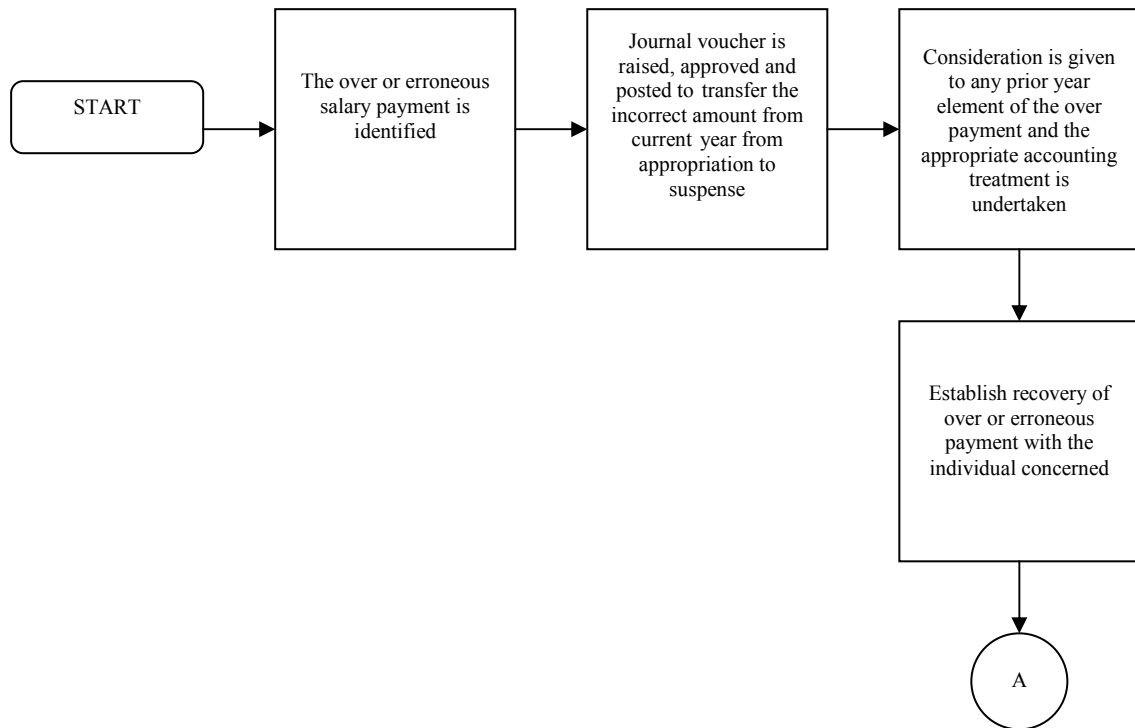 START
The over or erroneous
salary payment is
identified
Journal voucher is
raised, approved and
posted to transfer the
incorrect amount from
current year from
appropriation to
suspense
Consideration is given
to any prior year
element of the over
payment and the
appropriate accounting
treatment is
undertaken
Establish recovery of
over or erroneous
payment with the
individual concerned
A